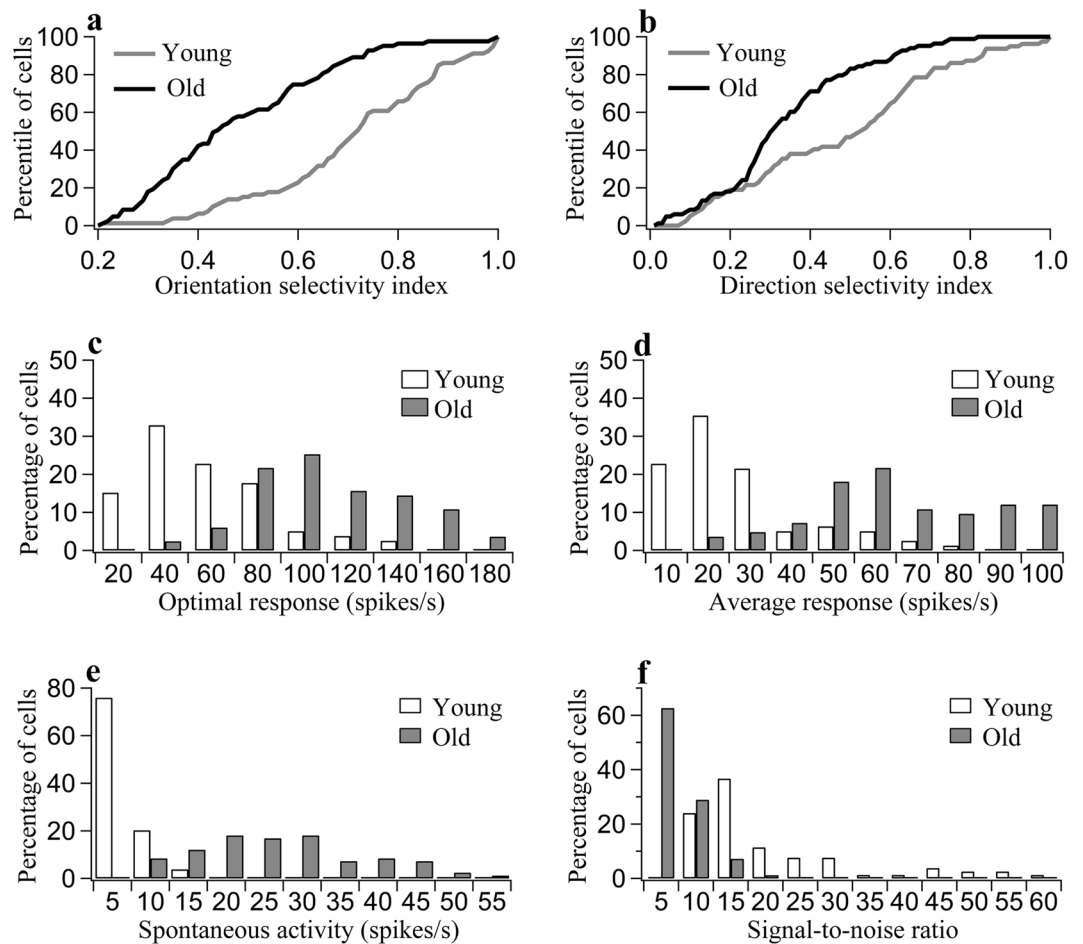 a
Percentile of cells
100
80
60
40
20
0
Young
Old
0.2 0.4 0.6 0.8 1.0
Orientation selectivity index
b
Percentile of cells
100
80
60
40
20
0
Young
Old
0.0 0.2 0.4 0.6 0.8 1.0
Direction selectivity index
c
Percentage of cells
50
40
30
20
10
0
Young
Old
20 40 60 80 100 120 140 160 180
Optimal response (spikes/s)
d
Percentage of cells
50
40
30
20
10
0
Young
Old
10 20 30 40 50 60 70 80 90 100
Average response (spikes/s)
e
Percentage of cells
80
60
40
20
0
Young
Old
5 10 15 20 25 30 35 40 45 50 55
Spontaneous activity (spikes/s)
f
Percentage of cells
60
40
20
0
Young
Old
5 10 15 20 25 30 35 40 45 50 55 60
Signal-to-noise ratio